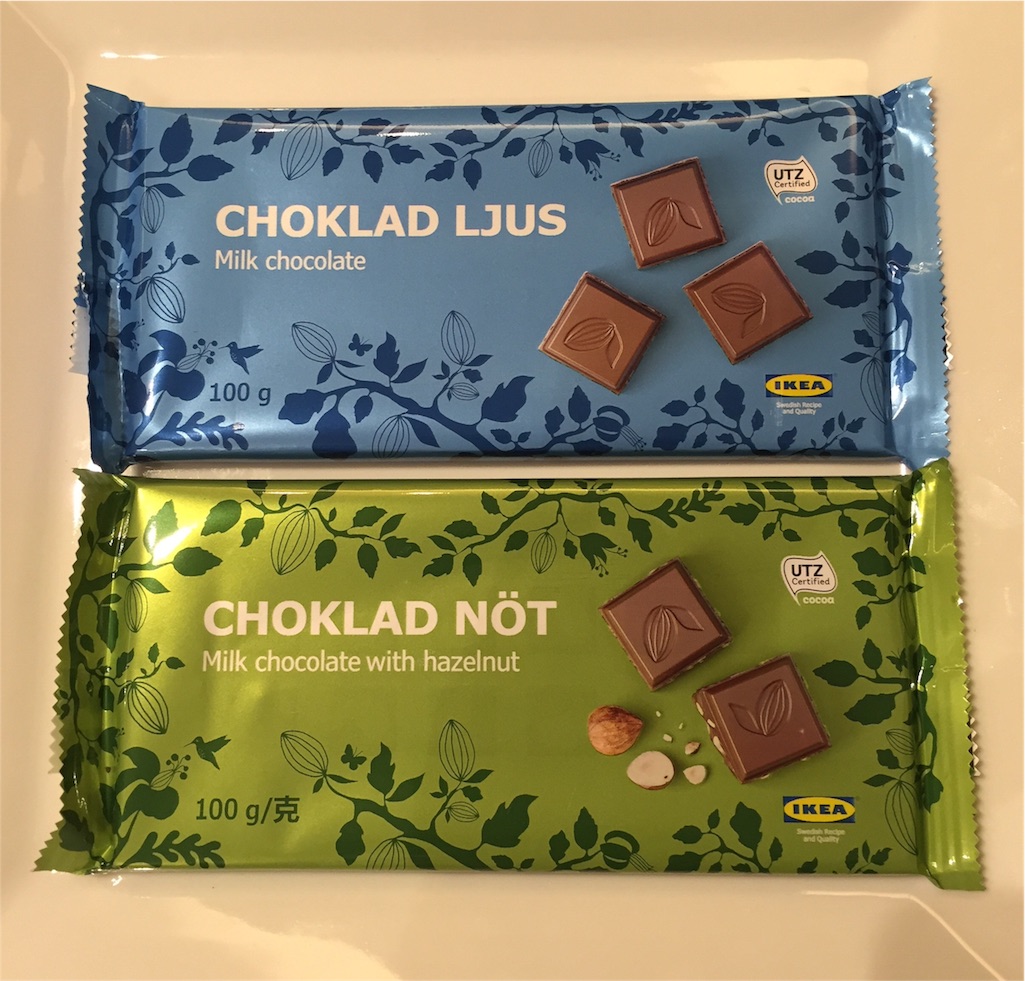 CHOKLAD LJUS
Milk chocolate
UTZ
Certified
cocoa
100 g
IKEA
Swedish Recipe
and Quality
CHOKLAD NÖT
Milk chocolate with hazelnut
UTZ
Certified
cocoa
100 g/克
IKEA
Swedish Recipe
and Quality